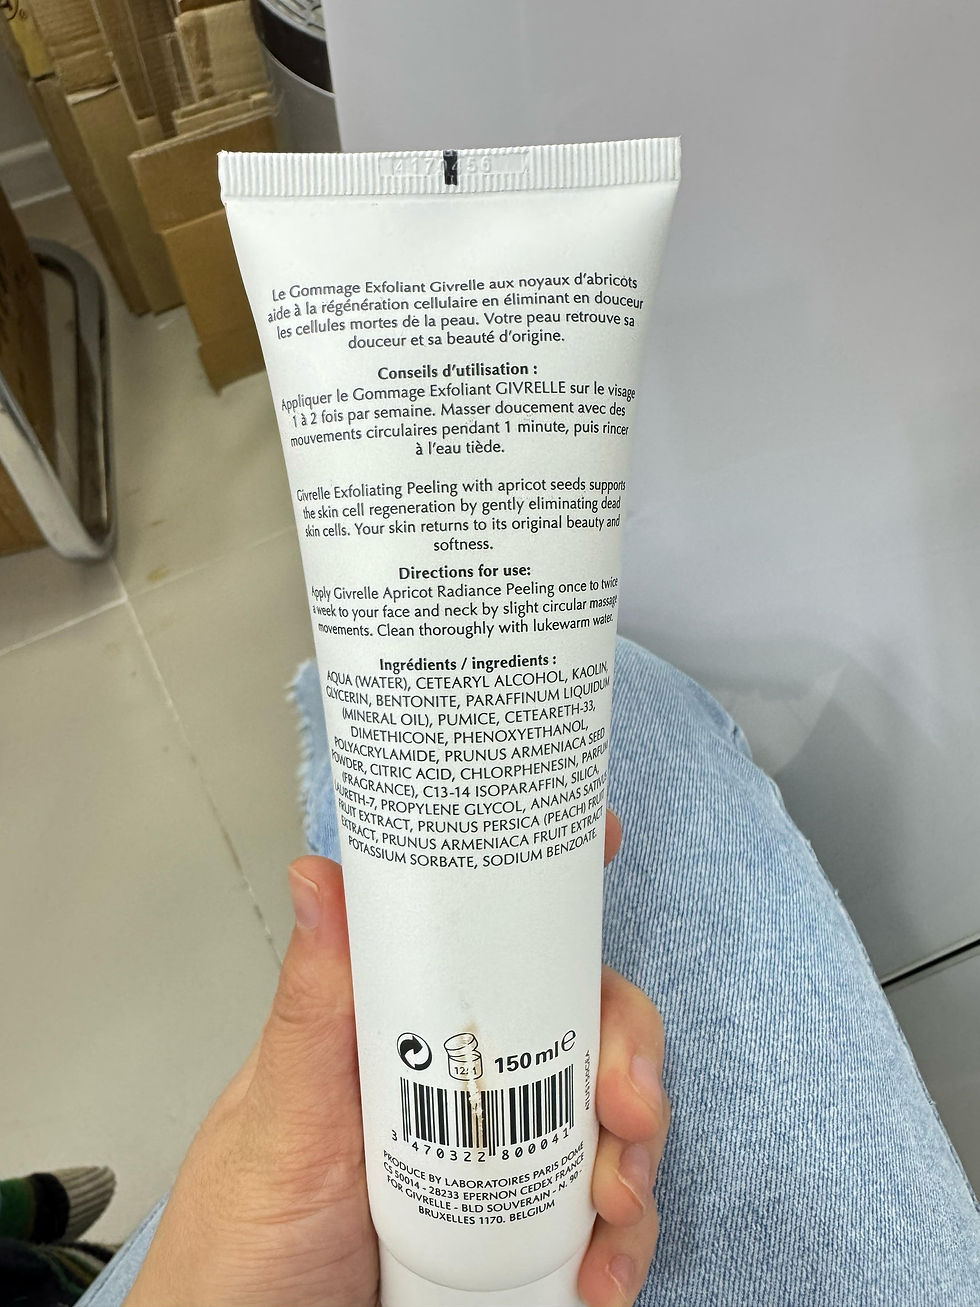 Le Gommage Exfoliant Givrelle aux noyaux d'abricots
aide à la régénération cellulaire en éliminant en douceur
les cellules mortes de la peau. Votre peau retrouve sa
douceur et sa beauté d'origine.
Conseils d'utilisation :
Appliquer le Gommage Exfoliant GIVRELLE sur le visage
1 à 2 fois par semaine. Masser doucement avec des
mouvements circulaires pendant 1 minute, puis rincer
à l'eau tiède.
Givrelle Exfoliating Peeling with apricot seeds supports
the skin cell regeneration by gently eliminating dead
skin cells. Your skin returns to its original beauty and
softness.
Directions for use:
Apply Givrelle Apricot Radiance Peeling once to twice
a week to your face and neck by slight circular massage
movements. Clean thoroughly with lukewarm water.
Ingrédients / ingredients :
AQUA (WATER), CETEARYL ALCOHOL, KAOLIN,
GLYCERIN, BENTONITE, PARAFFINUM LIQUIDUM
(MINERAL OIL), PUMICE, CETEARETH-33,
DIMETHICONE, PHENOXYETHANOL,
POLYACRYLAMIDE, PRUNUS ARMENIACA SEED
POWDER, CITRIC ACID, CHLORPHENESIN, PARFUM
(FRAGRANCE), C13-14 ISOPARAFFIN, SILICA,
LAURETH-7, PROPYLENE GLYCOL, ANANAS SATIVUS
FRUIT EXTRACT, PRUNUS PERSICA (PEACH) FRUIT
EXTRACT, PRUNUS ARMENIACA FRUIT EXTRACT
POTASSIUM SORBATE, SODIUM BENZOATE.
150 ml e
3 470322 800041
PRODUCE BY LABORATOIRES PARIS DOME
CS 50014 - 28233 EPERNON CEDEX FRANCE
FOR GIVRELLE - BLD SOUVERAIN - N. 90 -
BRUXELLES 1170. BELGIUM